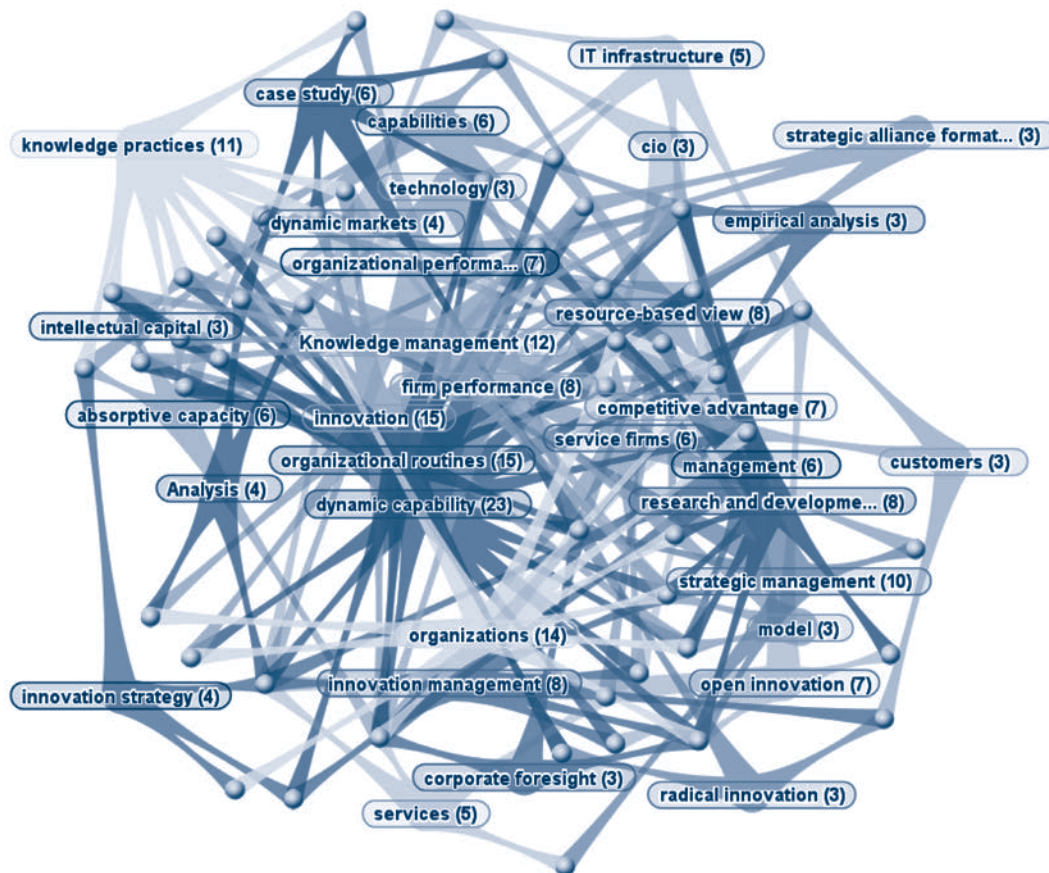 IT infrastructure (5)
case study (6)
capabilities (6)
knowledge practices (11)
cio (3)
strategic alliance format... (3)
technology (3)
dynamic markets (4)
empirical analysis (3)
organizational performa... (7)
resource-based view (8)
intellectual capital (3)
Knowledge management (12)
firm performance (8)
absorptive capacity (6)
innovation (15)
competitive advantage (7)
service firms (6)
organizational routines (15)
management (6)
customers (3)
Analysis (4)
dynamic capability (23)
research and developme... (8)
strategic management (10)
organizations (14)
model (3)
innovation strategy (4)
innovation management (8)
open innovation (7)
corporate foresight (3)
radical innovation (3)
services (5)